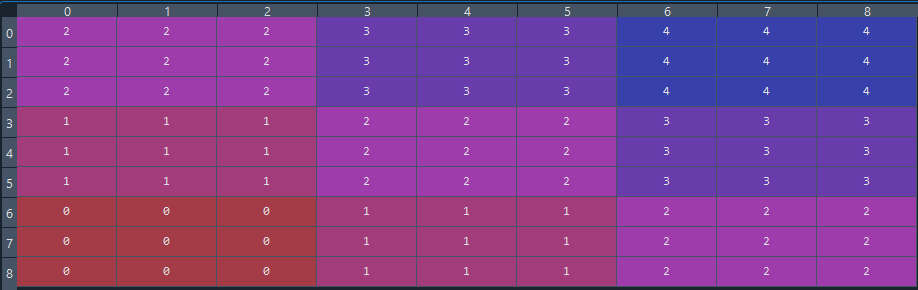 0 1 2 3 4 5 6 7 8
0 2 2 2 3 3 3 4 4 4
1 2 2 2 3 3 3 4 4 4
2 2 2 2 3 3 3 4 4 4
3 1 1 1 2 2 2 3 3 3
4 1 1 1 2 2 2 3 3 3
5 1 1 1 2 2 2 3 3 3
6 0 0 0 1 1 1 2 2 2
7 0 0 0 1 1 1 2 2 2
8 0 0 0 1 1 1 2 2 2